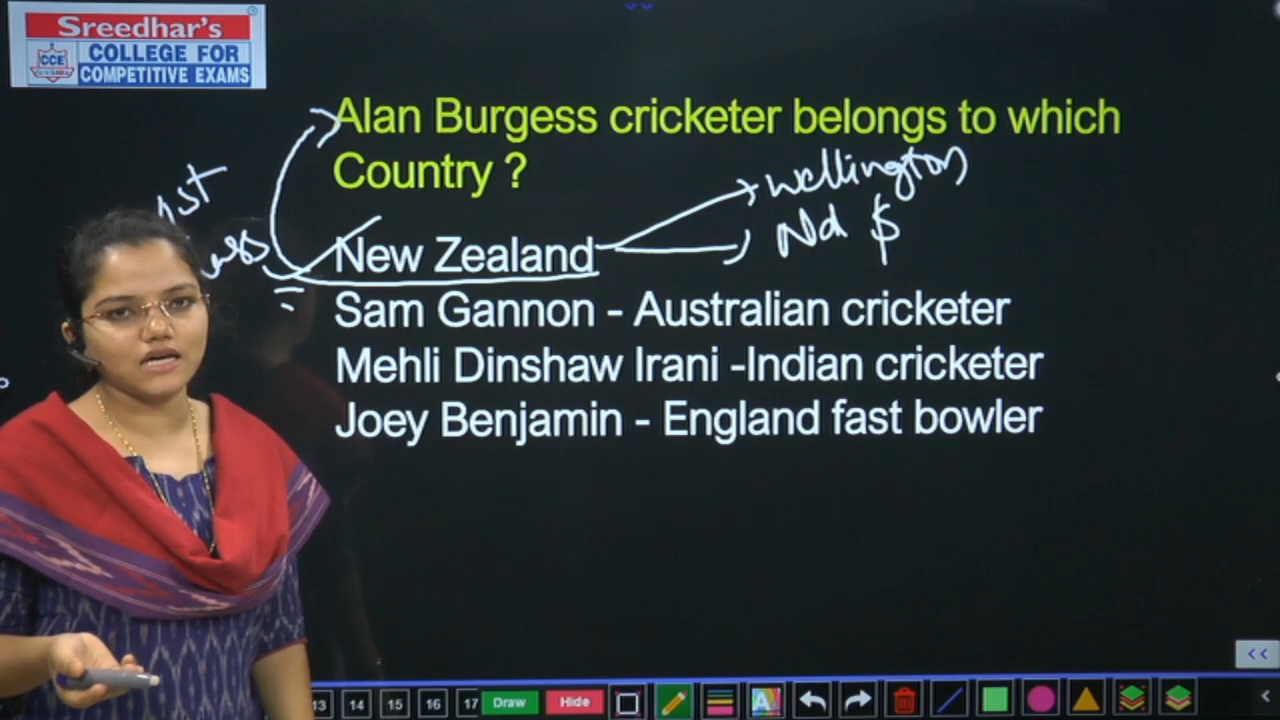 Sreedhar's
CCE
COLLEGE FOR
COMPETITIVE EXAMS
Alan Burgess cricketer belongs to which
Country ?
wellington
1st
Nd $
New Zealand
Sam Gannon - Australian cricketer
Mehli Dinshaw Irani -Indian cricketer
Joey Benjamin - England fast bowler
13 14 15 16 17 Draw Hide